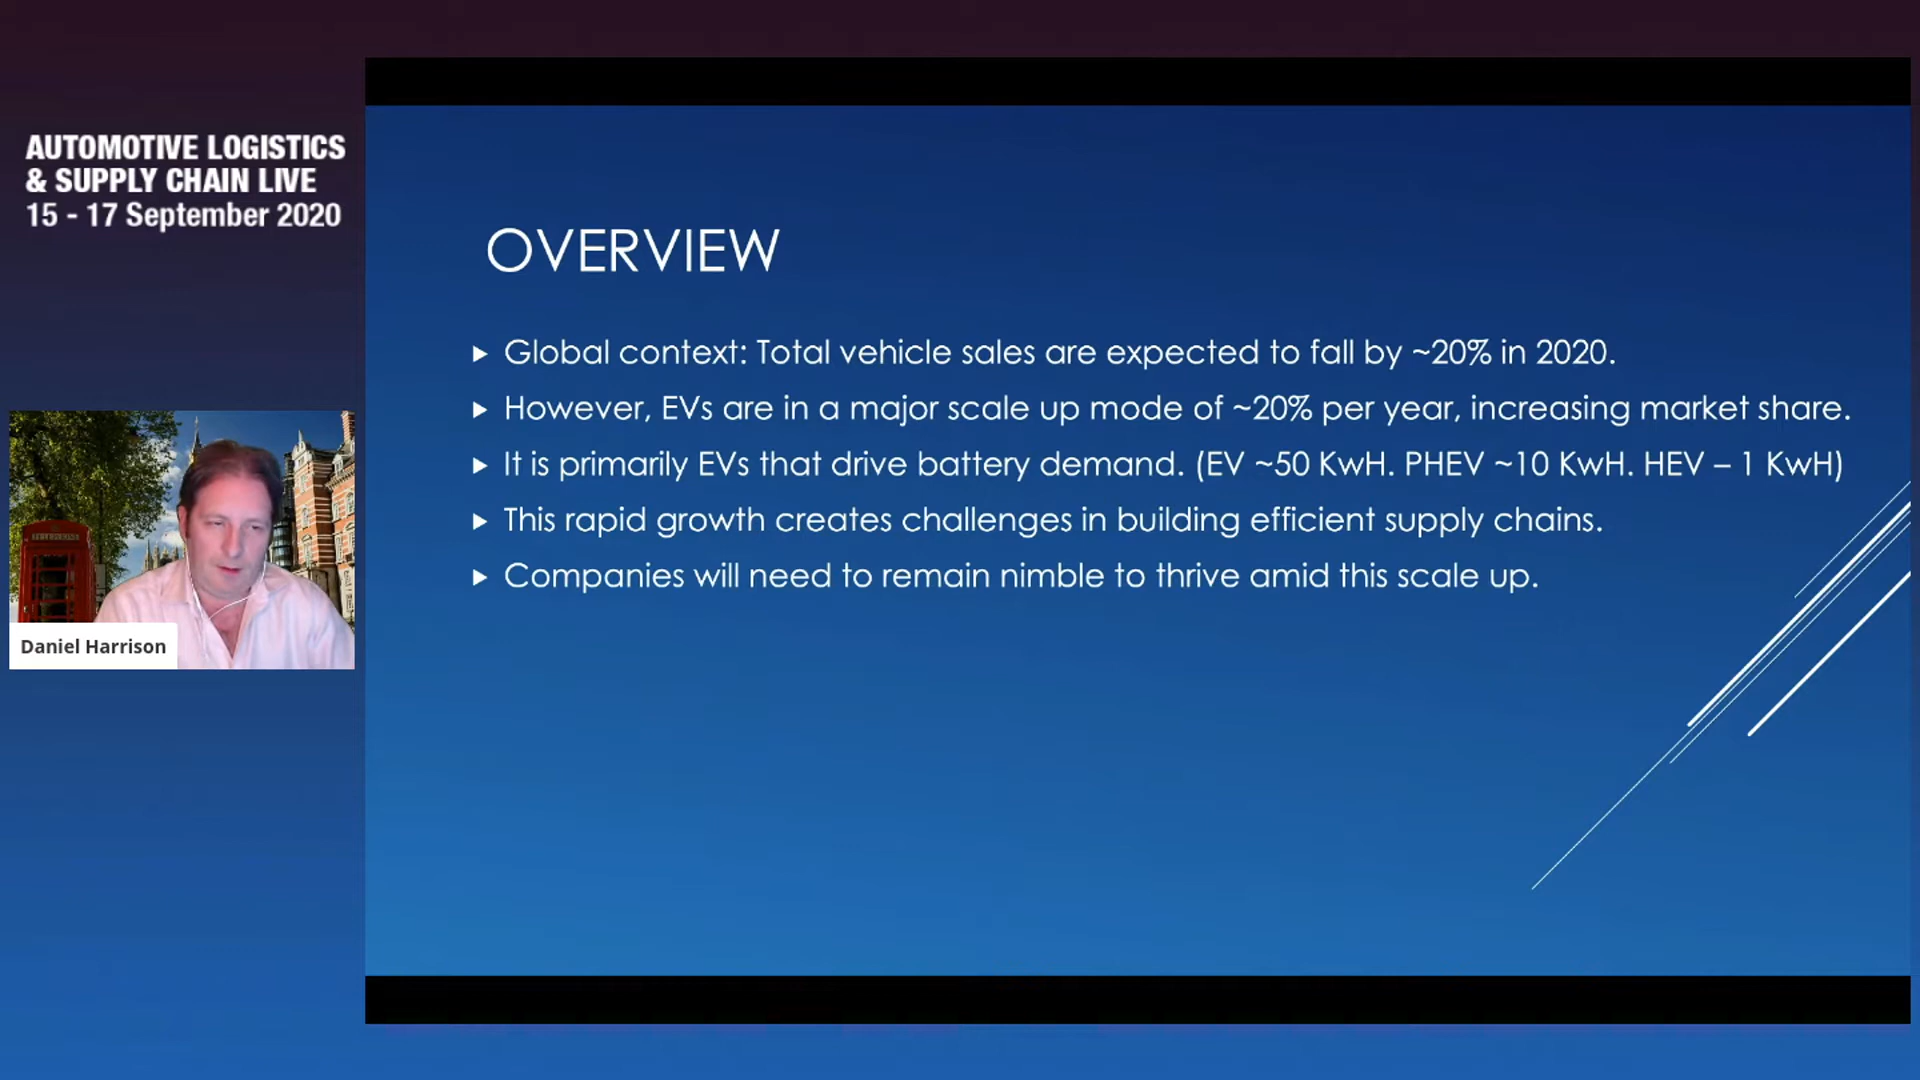 AUTOMOTIVE LOGISTICS
& SUPPLY CHAIN LIVE
15 - 17 September 2020
OVERVIEW
Global context: Total vehicle sales are expected to fall by ~20% in 2020.
However, EVs are in a major scale up mode of ~20% per year, increasing market share.
It is primarily EVs that drive battery demand. (EV ~50 KwH. PHEV ~10 KwH. HEV – 1 KwH)
This rapid growth creates challenges in building efficient supply chains.
Companies will need to remain nimble to thrive amid this scale up.
TELEPHONE
Daniel Harrison